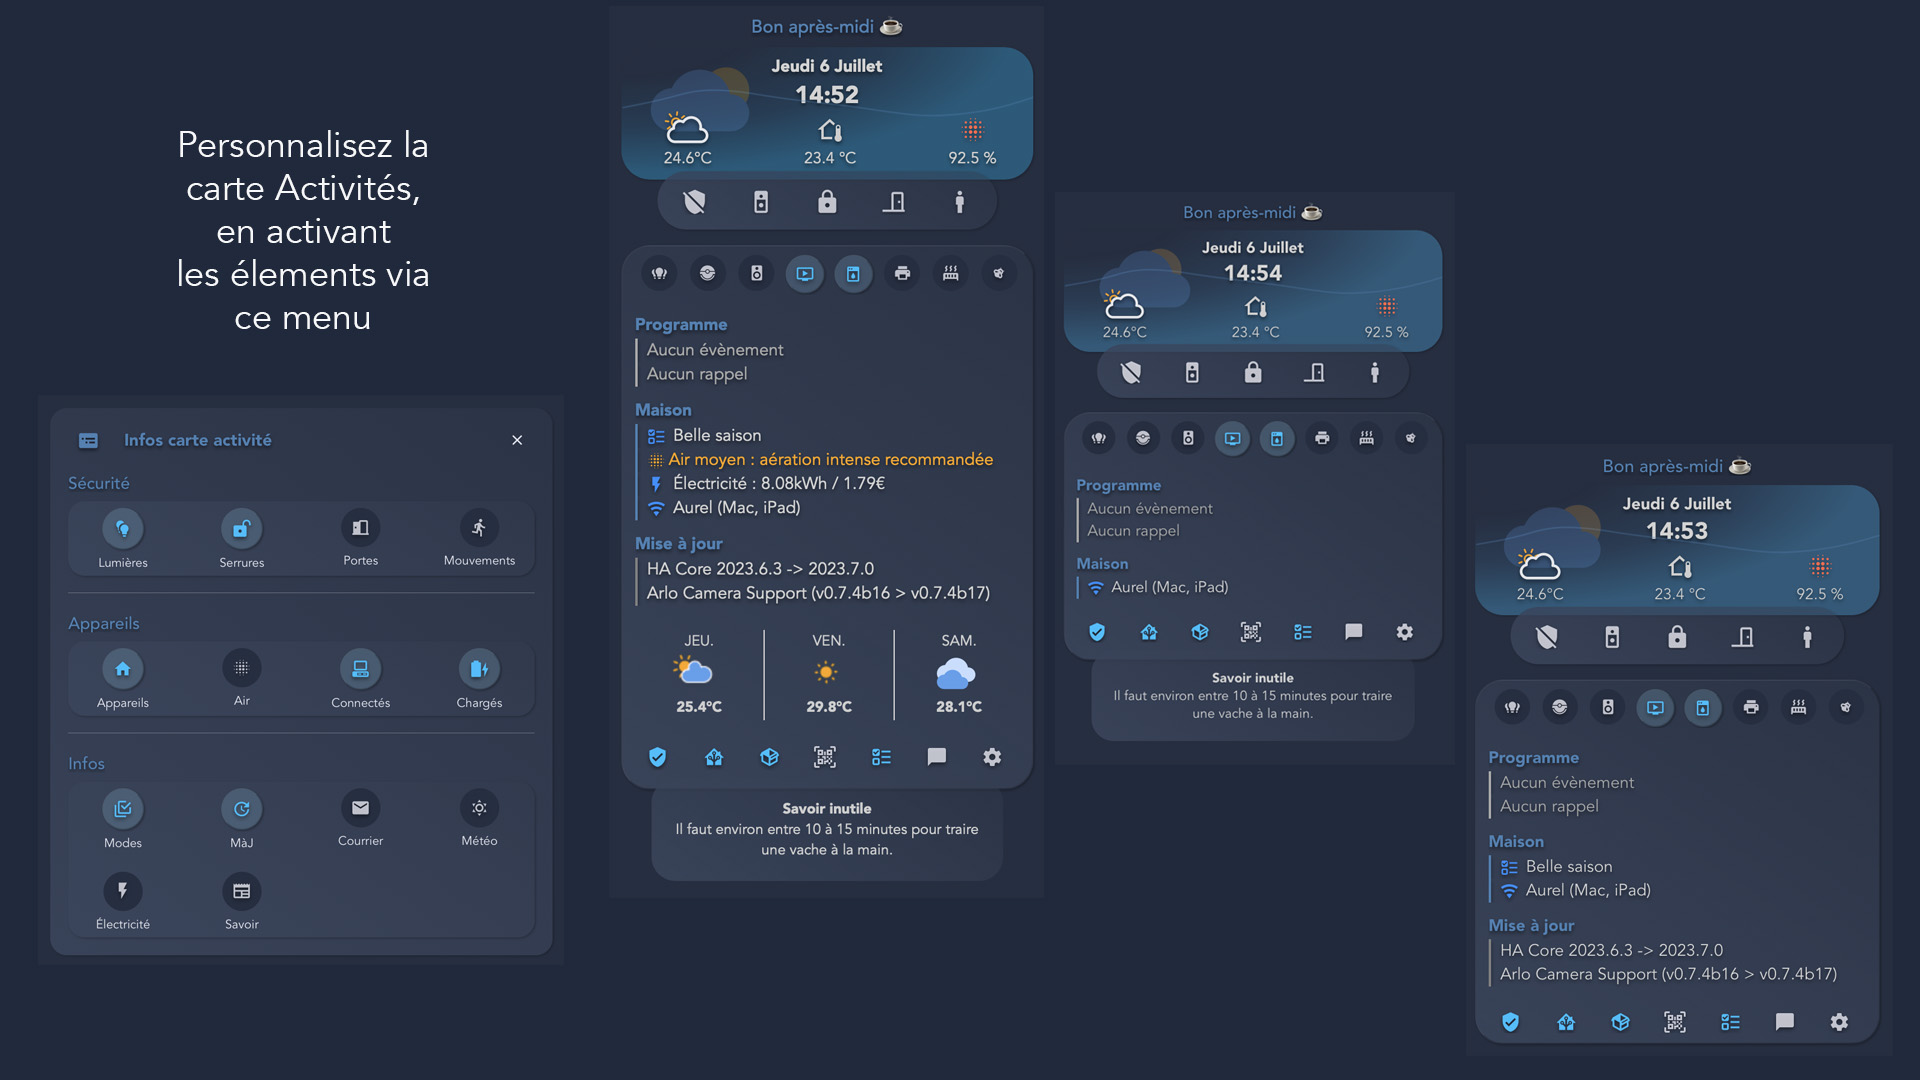 Personnalisez la
carte Activités,
en activant
les élements via
ce menu
Infos carte activité
Sécurité
Lumières
Serrures
Portes
Mouvements
Appareils
Appareils
Air
Connectés
Chargés
Infos
Modes
MàJ
Courrier
Météo
Électricité
Savoir
Bon après-midi
Jeudi 6 Juillet
14:52
24.6°C
23.4 °C
92.5 %
Programme
Aucun évènement
Aucun rappel
Maison
Belle saison
Air moyen : aération intense recommandée
Électricité : 8.08kWh / 1.79€
Aurel (Mac, iPad)
Mise à jour
HA Core 2023.6.3 -> 2023.7.0
Arlo Camera Support (v0.7.4b16 > v0.7.4b17)
JEU.
VEN.
SAM.
25.4°C
29.8°C
28.1°C
Savoir inutile
Il faut environ entre 10 à 15 minutes pour traire
une vache à la main.
Bon après-midi
Jeudi 6 Juillet
14:54
24.6°C
23.4 °C
92.5 %
Programme
Aucun évènement
Aucun rappel
Maison
Aurel (Mac, iPad)
Savoir inutile
Il faut environ entre 10 à 15 minutes pour traire
une vache à la main.
Bon après-midi
Jeudi 6 Juillet
14:53
24.6°C
23.4 °C
92.5 %
Programme
Aucun évènement
Aucun rappel
Maison
Belle saison
Aurel (Mac, iPad)
Mise à jour
HA Core 2023.6.3 -> 2023.7.0
Arlo Camera Support (v0.7.4b16 > v0.7.4b17)